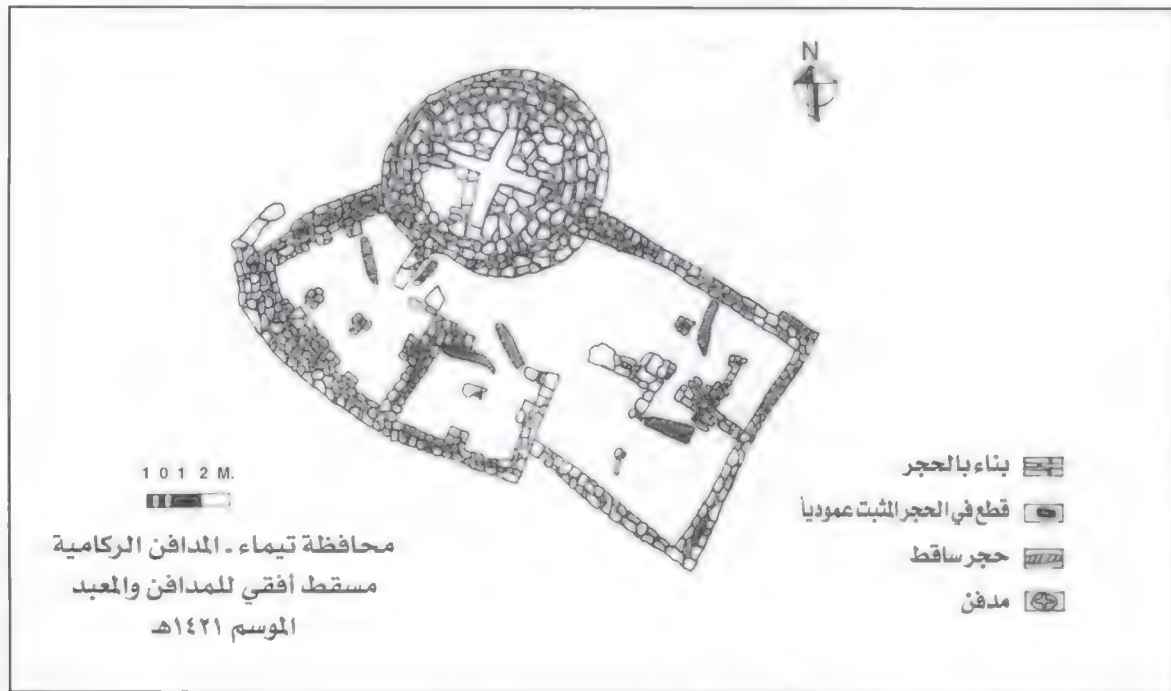 N
بناء بالحجر
قطع في الحجر المثبت عمودياً
حجر ساقط
مدفن
1 0 1 2 M.
محافظة تيماء . المدافن الركامية
مسقط أفقي للمدافن والمعبد
الموسم ١٤٢١هـ